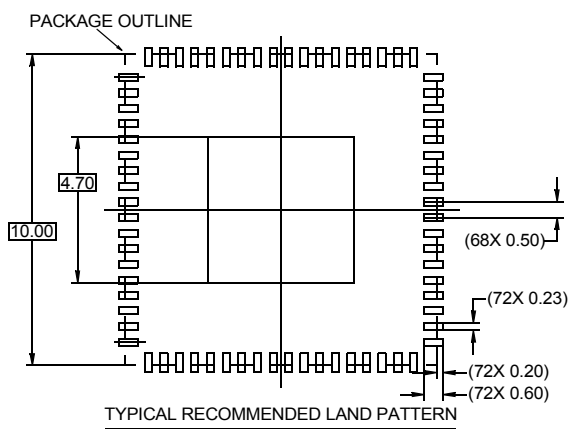 PACKAGE OUTLINE
4.70
10.00
(68X 0.50)
(72X 0.23)
(72X 0.20)
(72X 0.60)
TYPICAL RECOMMENDED LAND PATTERN